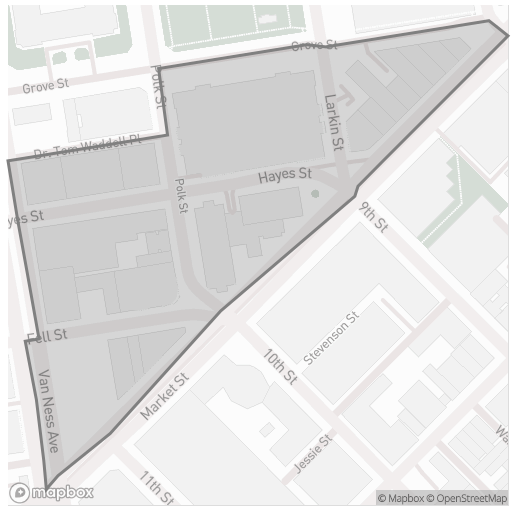 Grove St
Grove St
Polk St
Larkin St
Dr. Tom Waddell Pl
Hayes St
Polk St
yes St
9th St
Fell St
Stevenson St
10th St
Van Ness Ave
Market St
Jessie St
11th St
Wa
mapbox
© Mapbox © OpenStreetMap